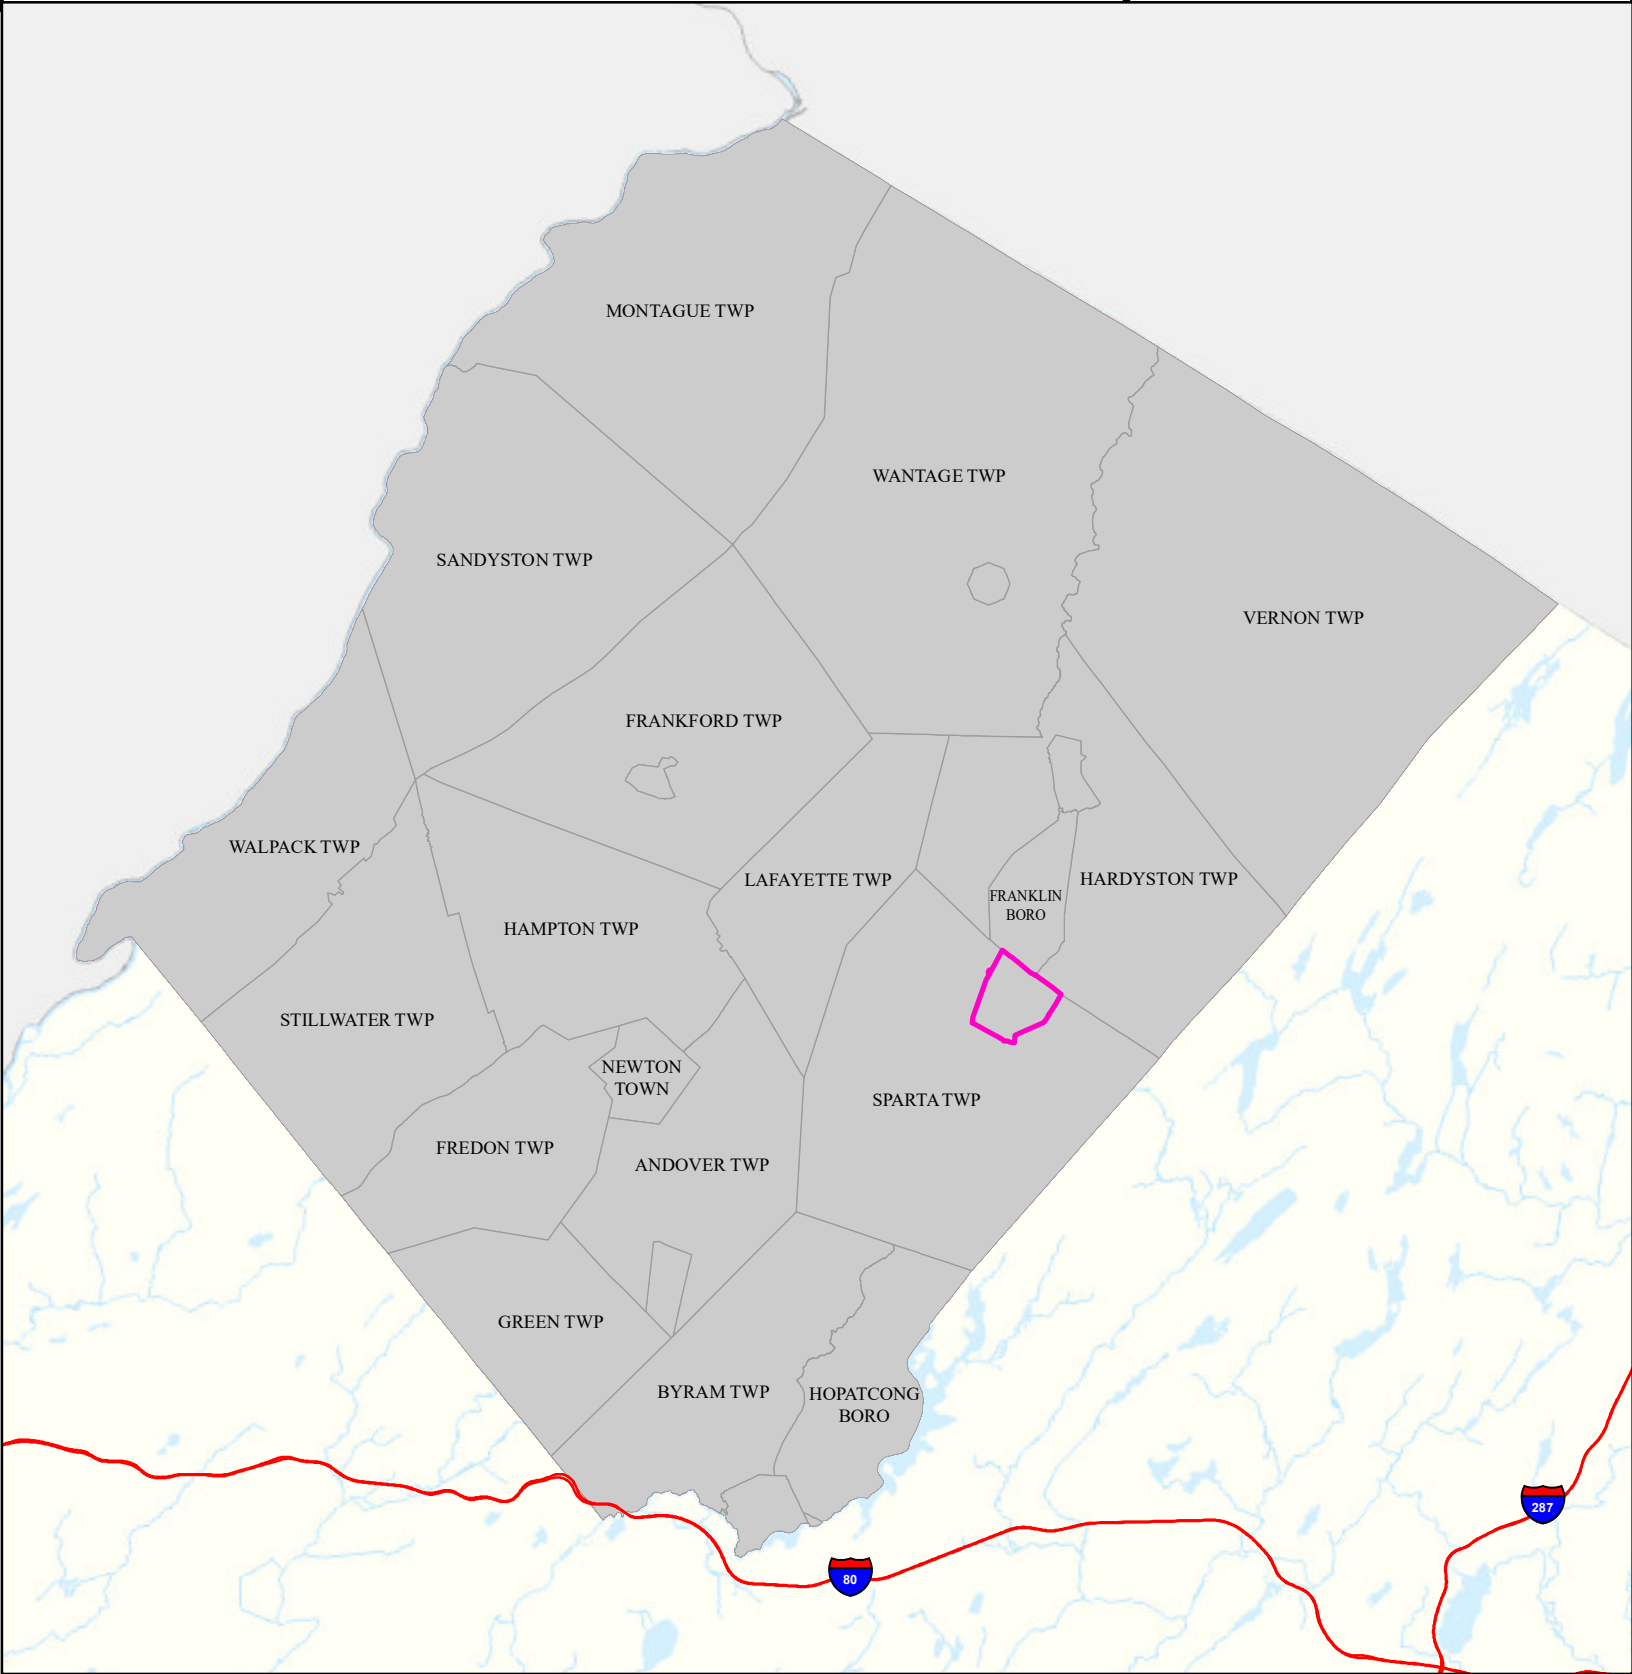 MONTAGUE TWP
WANTAGE TWP
SANDYSTON TWP
VERNON TWP
FRANKFORD TWP
WALPACK TWP
LAFAYETTE TWP
HARDYSTON TWP
FRANKLIN
BORO
HAMPTON TWP
STILLWATER TWP
NEWTON
TOWN
SPARTA TWP
FREDON TWP
ANDOVER TWP
GREEN TWP
BYRAM TWP
HOPATCONG
BORO
287
80